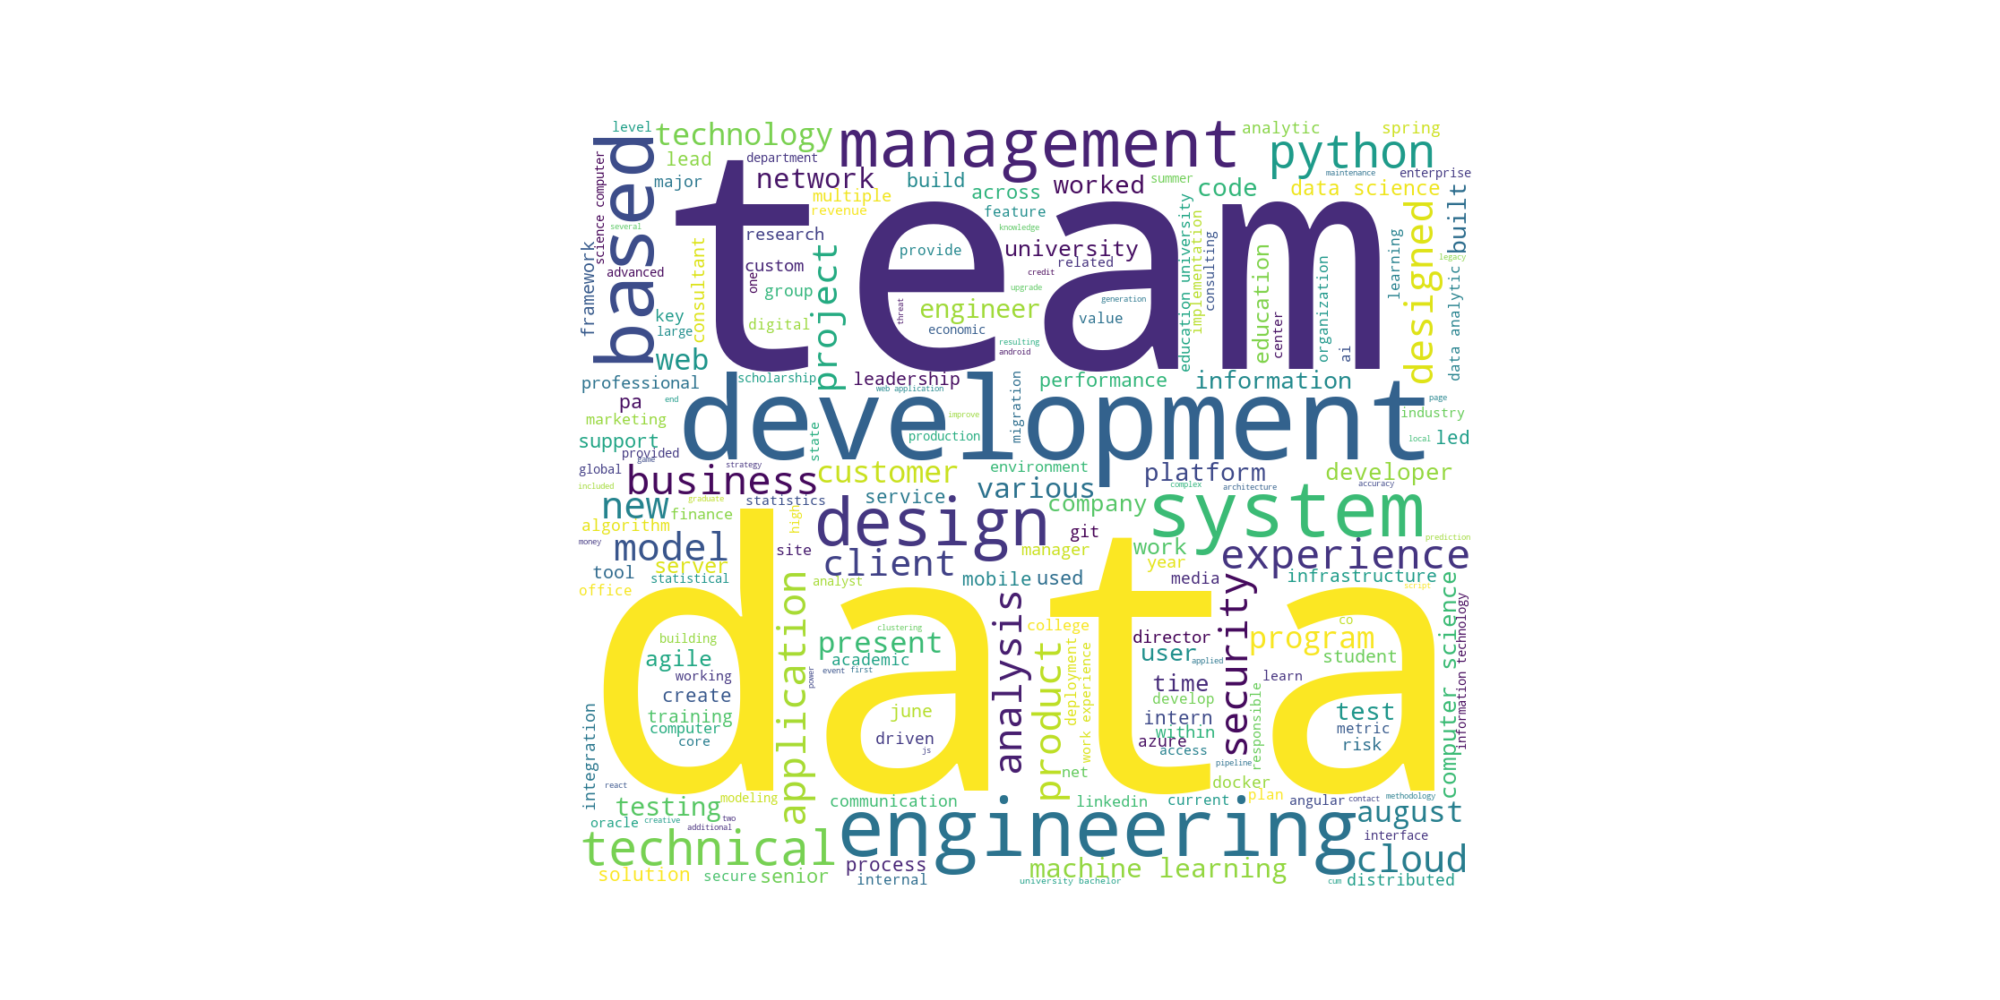 level
technology
management
analytic
spring
python
based
lead
department
major
network
build
across
worked
summer
code
maintenance
enterprise
data science
science computer
multiple
revenue
feature
several
team
knowledge
research
provide
university
education university
implementation
consulting
education
organization
designed
built
learning
legacy
data analytic
framework
advanced
consultant
custom
one
group
project
related
credit
upgrade
generation
threat
engineer
value
economic
digital
key
large
center
ai
resulting
android
web
professional
scholarship
leadership
performance
information
web application
migration
pa
end
development
page
marketing
improve
industry
support
state
production
local
led
provided
game
global
strategy
business
customer
environment
platform
developer
included
graduate
statistics
service
various
complex
architecture
accuracy
new
finance
high
design
company
system
algorithm
git
money
model
site
client
manager
work
experience
prediction
server
tool
statistical
analyst
mobile
used
year
media
infrastructure
script
office
data
application
clustering
analysis
college
co
building
present
director
security
program
agile
academic
event
first
user
applied
student
working
power
product
deployment
work experience
time
learn
create
develop
computer science
information technology
training
june
intern
responsible
test
computer
within
metric
core
driven
js
azure
access
risk
integration
pipeline
net
react
docker
testing
modeling
communication
linkedin
current
plan
angular
contact
methodology
august
oracle
creative
two
additional
engineering
interface
technical
process
machine learning
cloud
solution
secure
senior
internal
university bachelor
cum
distributed